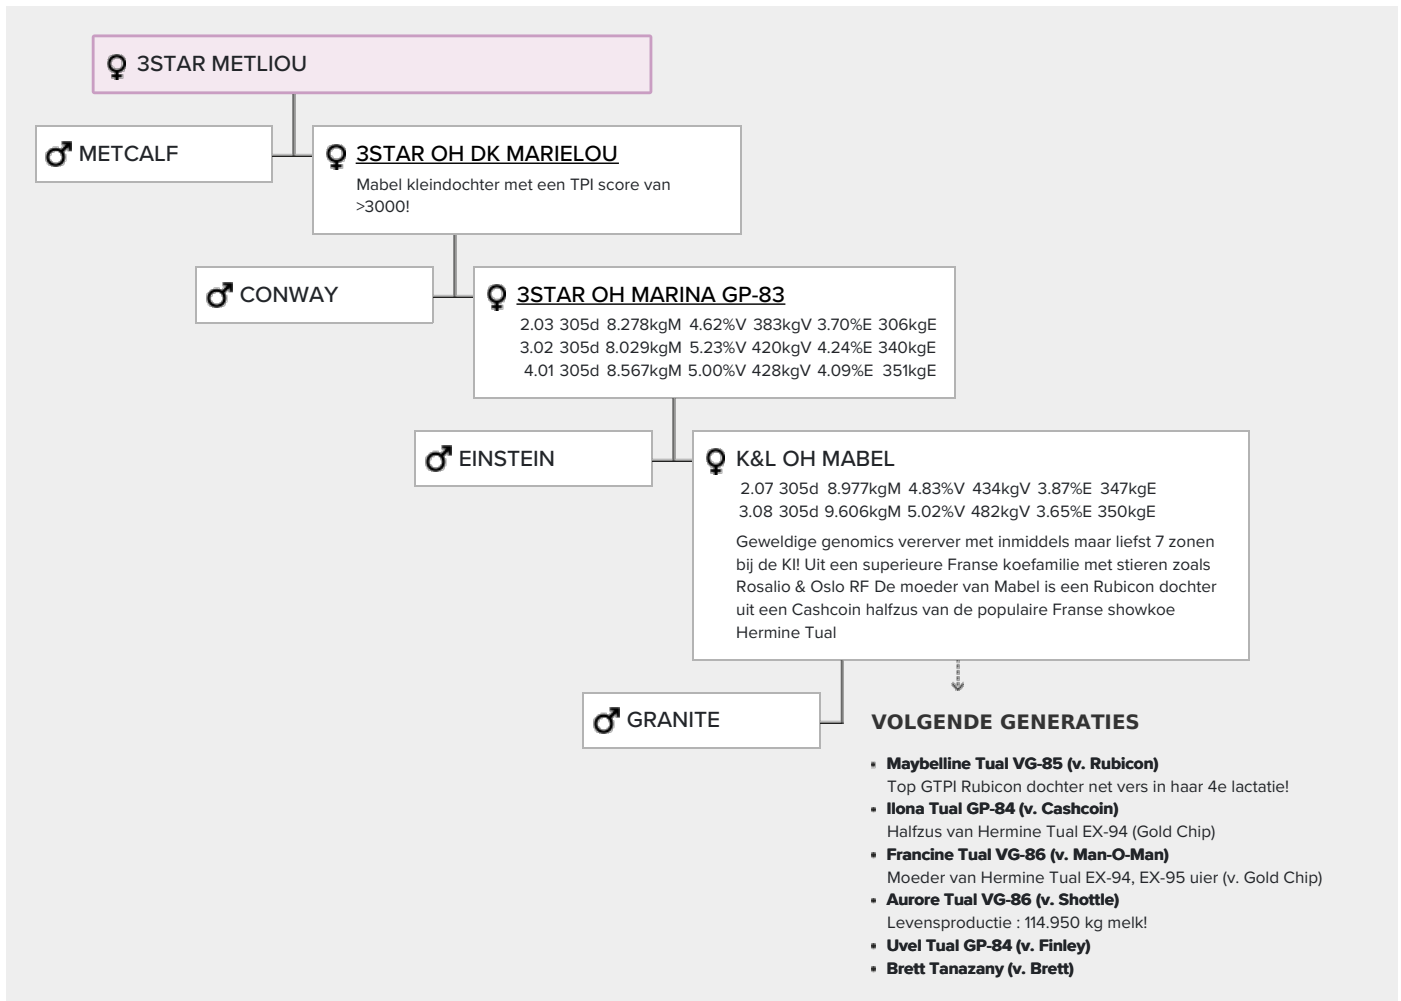 3STAR METLIOU
METCALF
3STAR OH DK MARIELOU
Mabel kleindochter met een TPI score van
>3000!
CONWAY
3STAR OH MARINA GP-83
2.03 305d 8.278kgM 4.62%V 383kgV 3.70%E 306kgE
3.02 305d 8.029kgM 5.23%V 420kgV 4.24%E 340kgE
4.01 305d 8.567kgM 5.00%V 428kgV 4.09%E 351kgE
EINSTEIN
K&L OH MABEL
2.07 305d 8.977kgM 4.83%V 434kgV 3.87%E 347kgE
3.08 305d 9.606kgM 5.02%V 482kgV 3.65%E 350kgE
Geweldige genomics vererver met inmiddels maar liefst 7 zonen
bij de KI! Uit een superieure Franse koefamilie met stieren zoals
Rosalio & Oslo RF De moeder van Mabel is een Rubicon dochter
uit een Cashcoin halfzus van de populaire Franse showkoe
Hermine Tual
GRANITE
VOLGENDE GENERATIES
Maybelline Tual VG-85 (v. Rubicon)
Top GTPI Rubicon dochter net vers in haar 4e lactatie!
Ilona Tual GP-84 (v. Cashcoin)
Halfzus van Hermine Tual EX-94 (Gold Chip)
Francine Tual VG-86 (v. Man-O-Man)
Moeder van Hermine Tual EX-94, EX-95 uier (v. Gold Chip)
Aurore Tual VG-86 (v. Shottle)
Levensproductie : 114.950 kg melk!
Uvel Tual GP-84 (v. Finley)
Brett Tanazany (v. Brett)